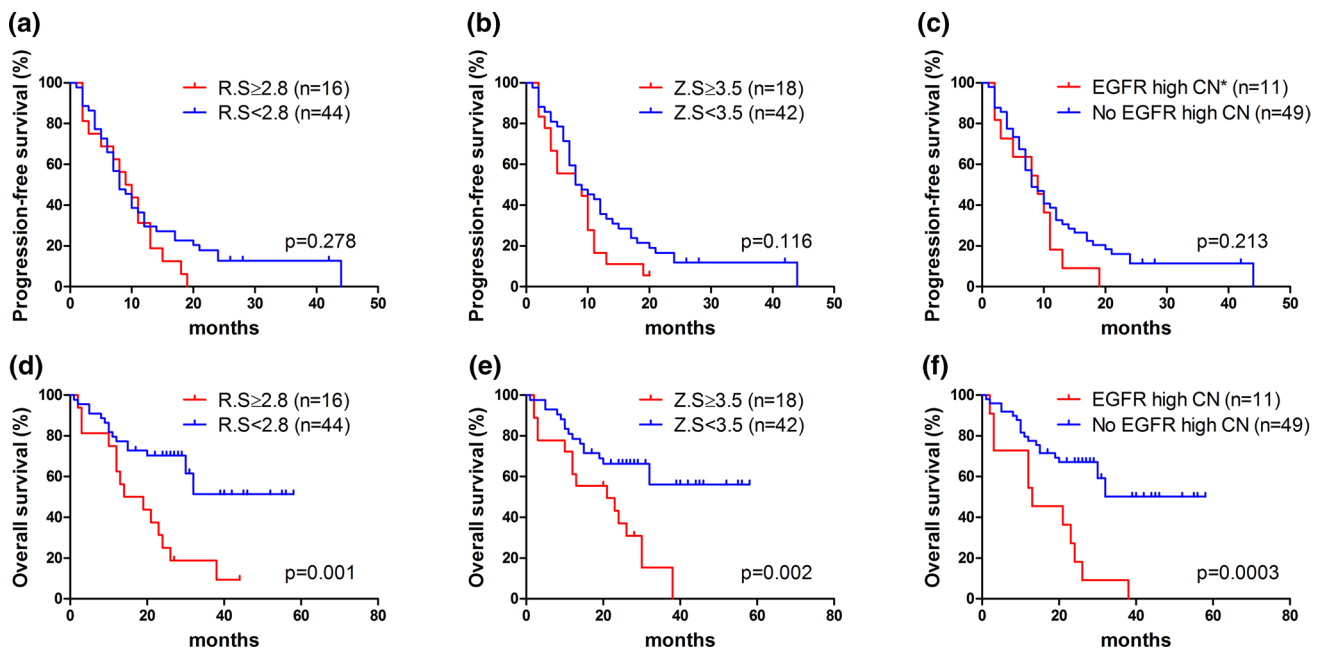 (a)
Progression-free survival (%)
100
80
60
40
20
0
R.S≥2.8 (n=16)
R.S<2.8 (n=44)
p=0.278
0 10 20 30 40 50
months
(b)
Progression-free survival (%)
100
80
60
40
20
0
Z.S≥3.5 (n=18)
Z.S<3.5 (n=42)
p=0.116
0 10 20 30 40 50
months
(c)
Progression-free survival (%)
100
80
60
40
20
0
EGFR high CN* (n=11)
No EGFR high CN (n=49)
p=0.213
0 10 20 30 40 50
months
(d)
Overall survival (%)
100
80
60
40
20
0
R.S≥2.8 (n=16)
R.S<2.8 (n=44)
p=0.001
0 20 40 60 80
months
(e)
Overall survival (%)
100
80
60
40
20
0
Z.S≥3.5 (n=18)
Z.S<3.5 (n=42)
p=0.002
0 20 40 60 80
months
(f)
Overall survival (%)
100
80
60
40
20
0
EGFR high CN (n=11)
No EGFR high CN (n=49)
p=0.0003
0 20 40 60 80
months